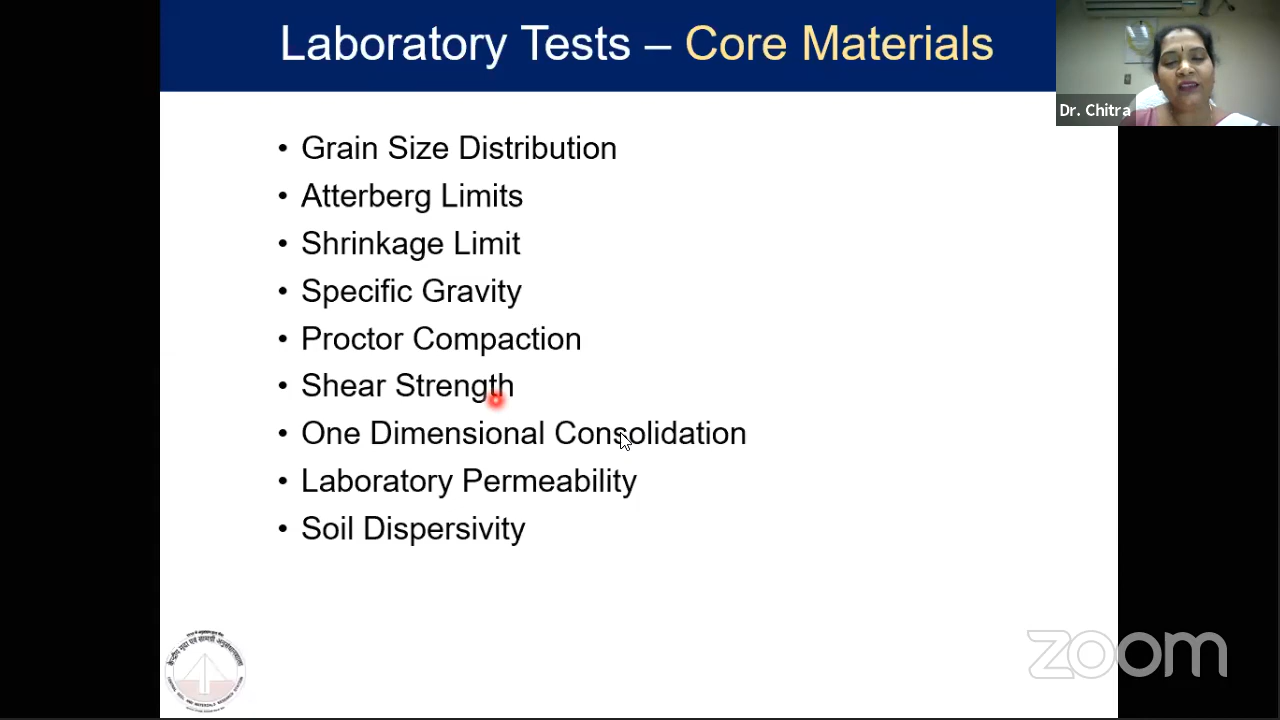 Laboratory Tests – Core Materials
Dr. Chitra
• Grain Size Distribution
• Atterberg Limits
• Shrinkage Limit
• Specific Gravity
• Proctor Compaction
• Shear Strength
• One Dimensional Consolidation
• Laboratory Permeability
• Soil Dispersivity
zoom